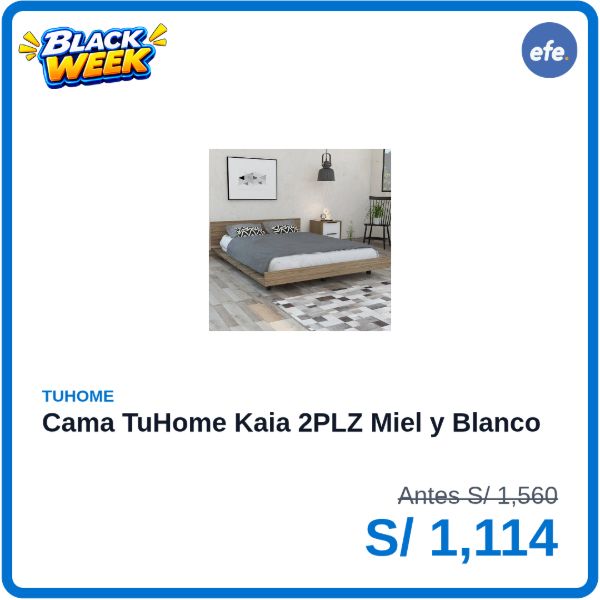 BLACK
WEEK
efe.
TUHOME
Cama TuHome Kaia 2PLZ Miel y Blanco
Antes S/ 1,560
S/ 1,114